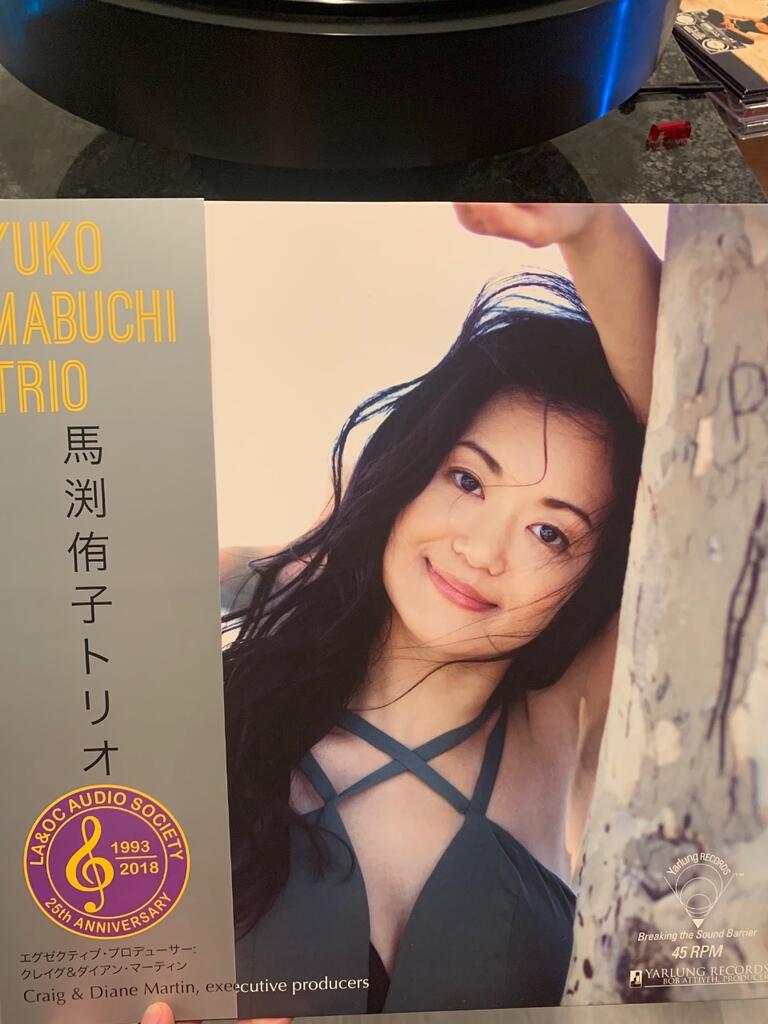 YUKO
MABUCHI
TRIO
馬渕侑子トリオ
LA&OC AUDIO SOCIETY
1993
2018
25th ANNIVERSARY
エグゼクティブ・プロデューサー:
クレイグ&ダイアン・マーティン
Craig & Diane Martin, executive producers
Yarlung RECORDS™
Breaking the Sound Barrier
45 RPM
YARLUNG RECORDS
BOB ATTIYEH, PRODUCER